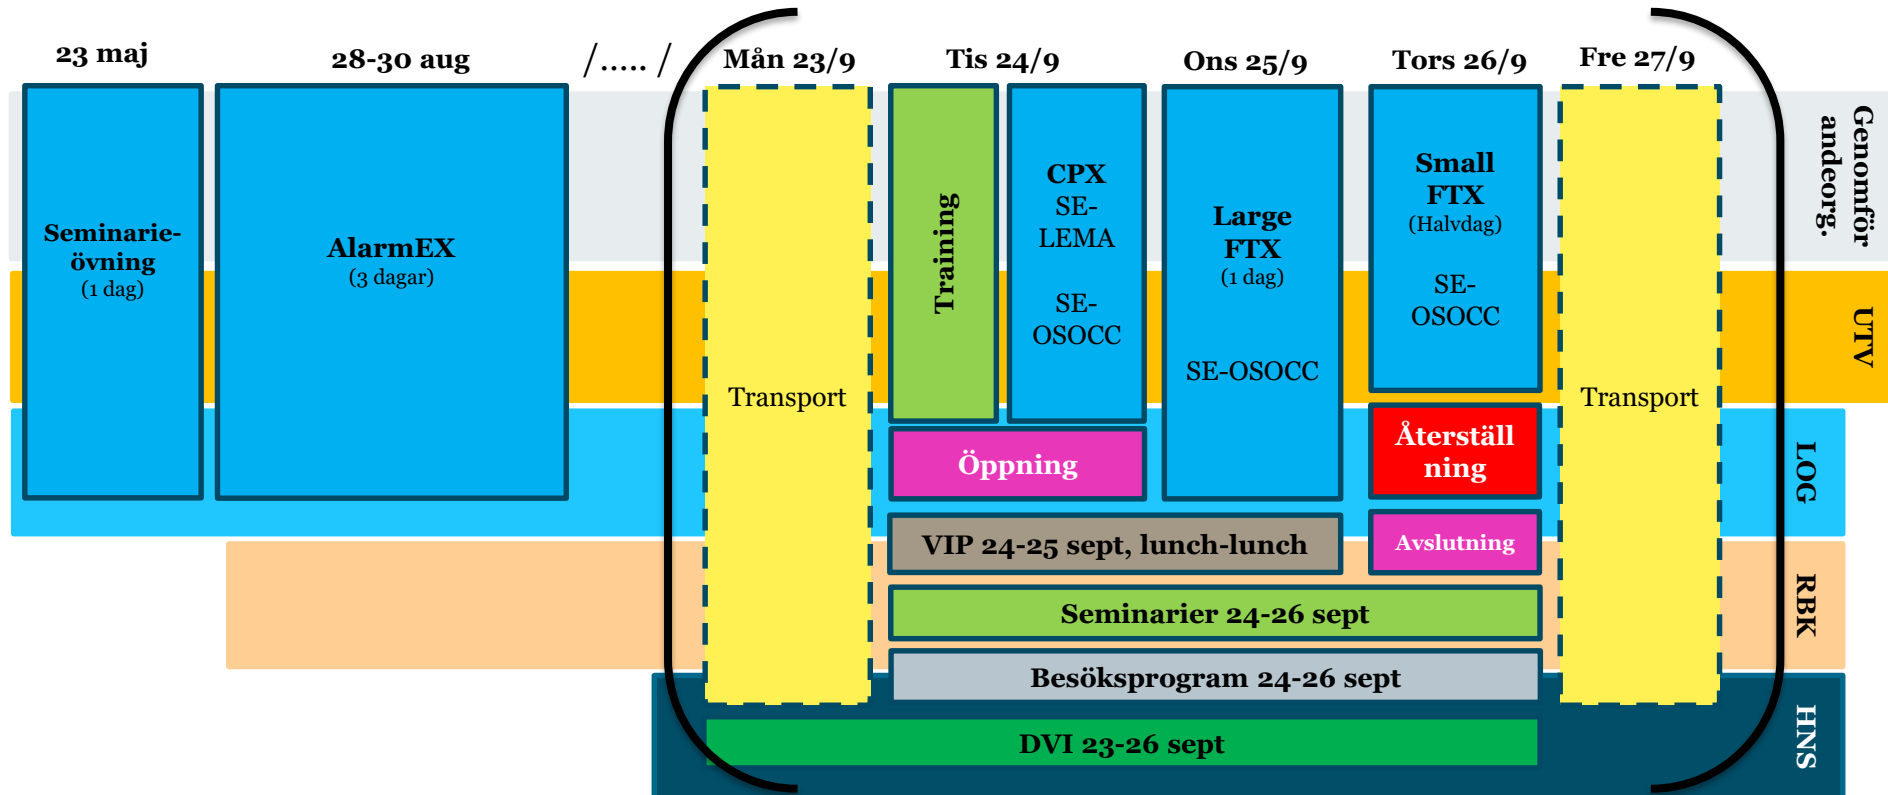 23 maj
28-30 aug
/..... /
Mån 23/9
Tis 24/9
Ons 25/9
Tors 26/9
Fre 27/9
Seminarie-
övning
(1 dag)
AlarmEX
(3 dagar)
Transport
Training
CPX
SE-
LEMA
SE-
OSOCC
Large
FTX
(1 dag)
SE-OSOCC
Small
FTX
(Halvdag)
SE-
OSOCC
Transport
Öppning
Återställ
ning
VIP 24-25 sept, lunch-lunch
Avslutning
Seminarier 24-26 sept
Besöksprogram 24-26 sept
DVI 23-26 sept
Genomför
andeorg.
UTV
LOG
RBK
HNS